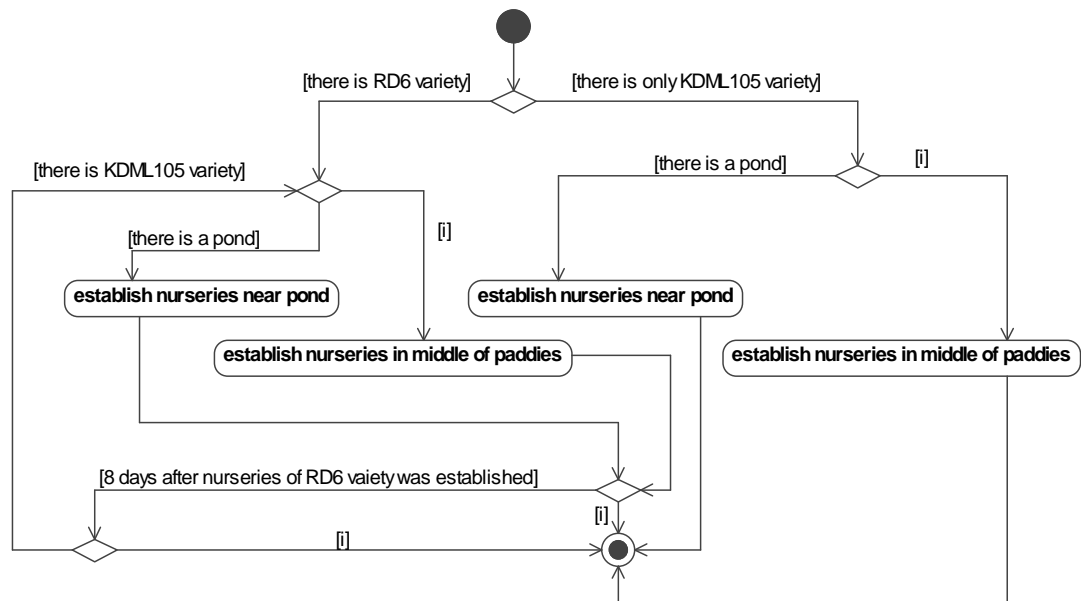 [there is RD6 variety]
[there is only KDML105 variety]
[there is KDML105 variety]
[there is a pond]
[i]
[there is a pond]
[i]
establish nurseries near pond
establish nurseries near pond
establish nurseries in middle of paddies
establish nurseries in middle of paddies
[8 days after nurseries of RD6 vaiety was established]
[i]
[i]